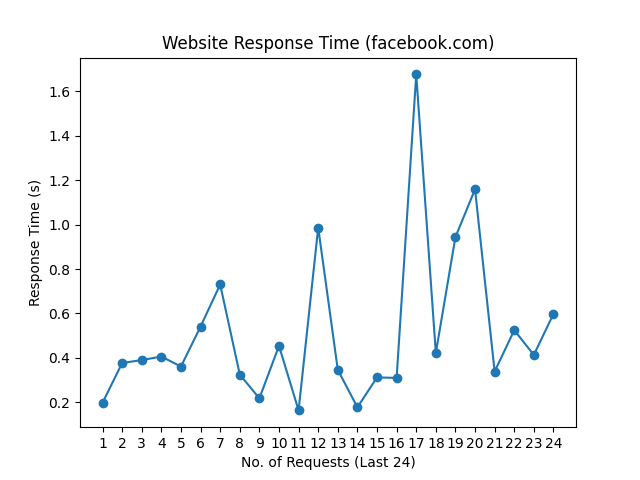 Website Response Time (facebook.com)
Response Time (s)
1.6
1.4
1.2
1.0
0.8
0.6
0.4
0.2
1 2 3 4 5 6 7 8 9 10 11 12 13 14 15 16 17 18 19 20 21 22 23 24
No. of Requests (Last 24)